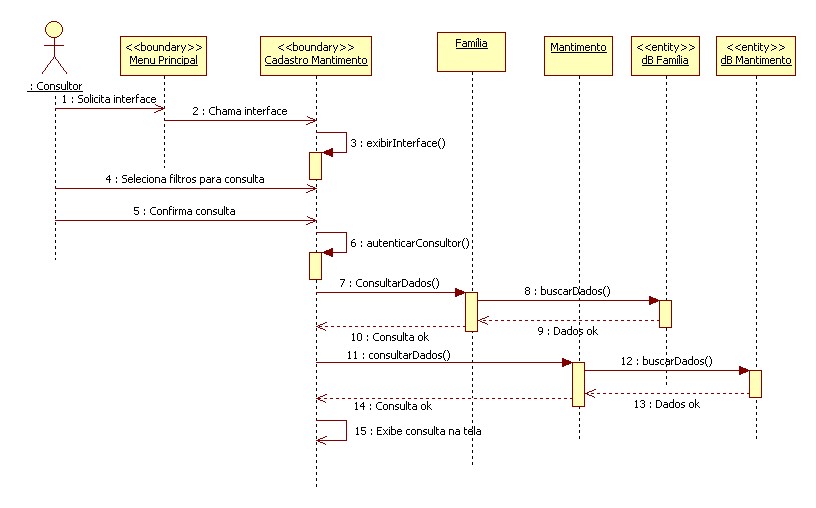 : Consultor
<<boundary>>
Menu Principal
<<boundary>>
Cadastro Mantimento
Família
Mantimento
<<entity>>
dB Família
<<entity>>
dB Mantimento
1 : Solicita interface
2 : Chama interface
3 : exibirInterface()
4 : Seleciona filtros para consulta
5 : Confirma consulta
6 : autenticarConsultor()
7 : ConsultarDados()
8 : buscarDados()
9 : Dados ok
10 : Consulta ok
11 : consultarDados()
12 : buscarDados()
13 : Dados ok
14 : Consulta ok
15 : Exibe consulta na tela